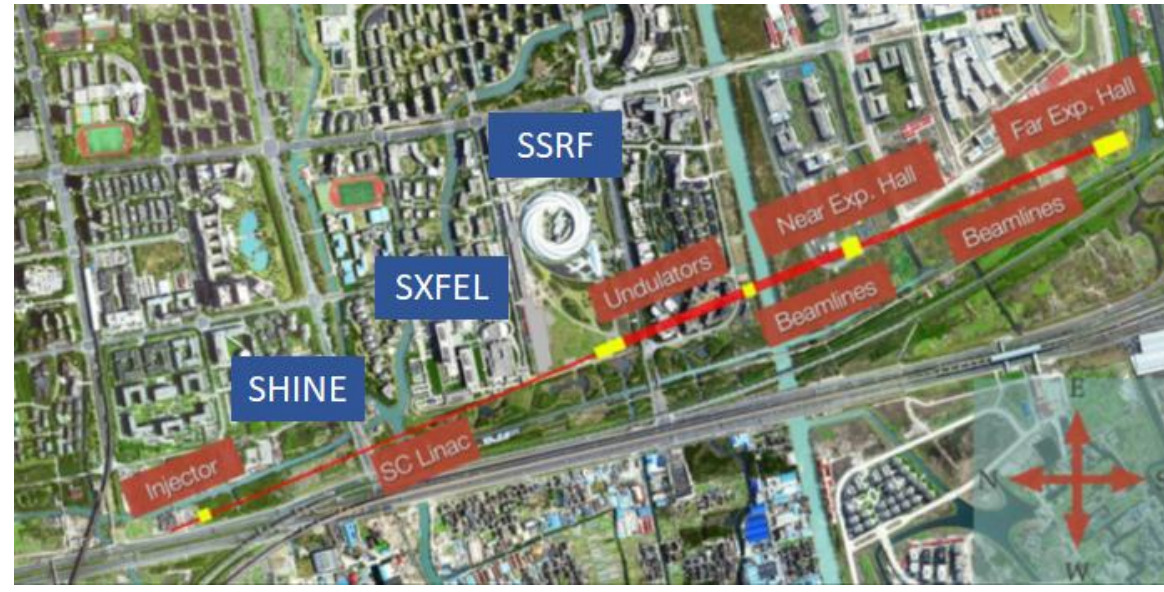 SSRF
Far Exp. Hall
Near Exp. Hall
Beamlines
Undulators
Beamlines
SXFEL
SHINE
Injector
SC Linac
E
N
S
W